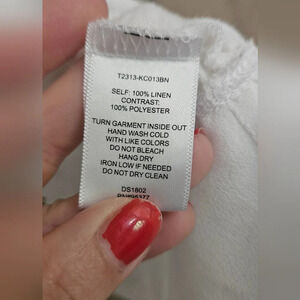 T2313-KC013BN
SELF: 100% LINEN
CONTRAST:
100% POLYESTER
TURN GARMENT INSIDE OUT
HAND WASH COLD
WITH LIKE COLORS
DO NOT BLEACH
HANG DRY
IRON LOW IF NEEDED
DO NOT DRY CLEAN
DS1802